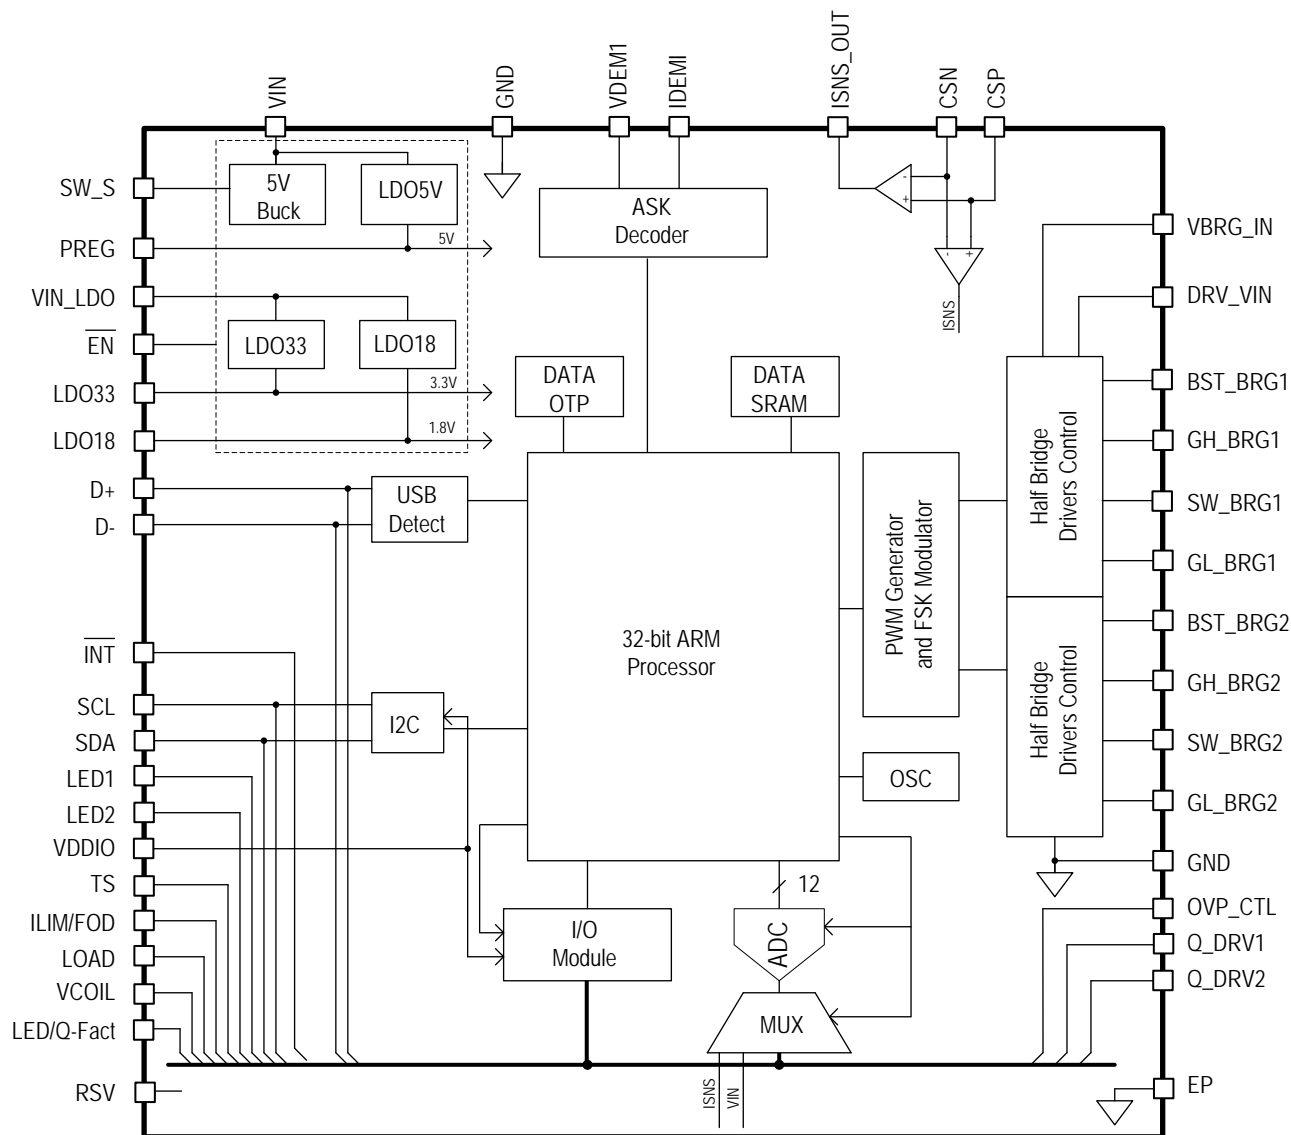 VIN
GND
VDEM1
IDEMI
ISNS_OUT
CSN
CSP
SW_S
PREG
VIN_LDO
EN
LDO33
LDO18
D+
D-
INT
SCL
SDA
LED1
LED2
VDDIO
TS
ILIM/FOD
LOAD
VCOIL
LED/Q-Fact
RSV
5V
Buck
LDO5V
5V
LDO33
LDO18
3.3V
1.8V
ASK
Decoder
-
+
-
+
ISNS
DATA
OTP
DATA
SRAM
USB
Detect
I2C
32-bit ARM
Processor
PWM Generator
and FSK Modulator
OSC
Half Bridge
Drivers Control
Half Bridge
Drivers Control
I/O
Module
12
ADC
MUX
ISNS
VIN
VBRG_IN
DRV_VIN
BST_BRG1
GH_BRG1
SW_BRG1
GL_BRG1
BST_BRG2
GH_BRG2
SW_BRG2
GL_BRG2
GND
OVP_CTL
Q_DRV1
Q_DRV2
EP